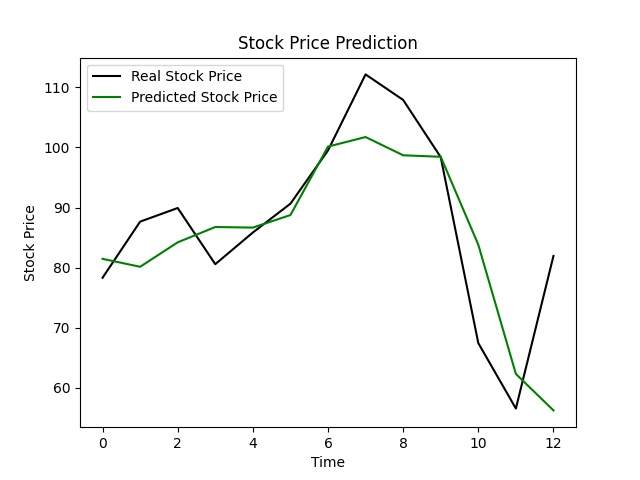 Stock Price Prediction
Real Stock Price
Predicted Stock Price
Stock Price
110
100
90
80
70
60
0 2 4 6 8 10 12
Time